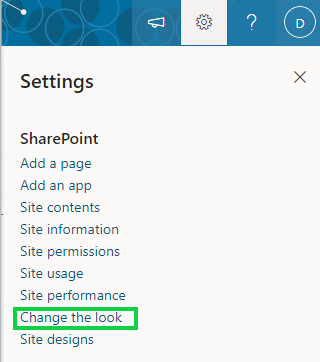 ?
D
Settings
SharePoint
Add a page
Add an app
Site contents
Site information
Site permissions
Site usage
Site performance
Change the look
Site designs